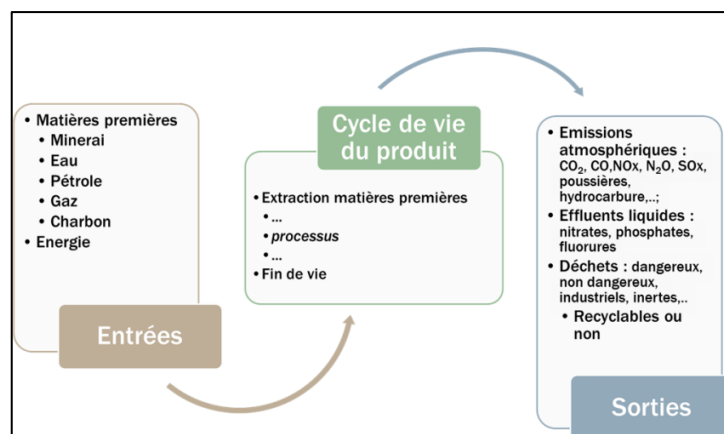 • Matières premières
• Minerai
• Eau
• Pétrole
• Gaz
• Charbon
• Energie
Entrées
Cycle de vie
du produit
• Extraction matières premières
• ...
• processus
• ...
• Fin de vie
• Emissions
atmosphériques :
CO₂, CO,NOx, N₂O, SOx,
poussières,
hydrocarbure,..;
• Effluents liquides :
nitrates, phosphates,
fluorures
• Déchets : dangereux,
non dangereux,
industriels, inertes,..
• Recyclables ou
non
Sorties